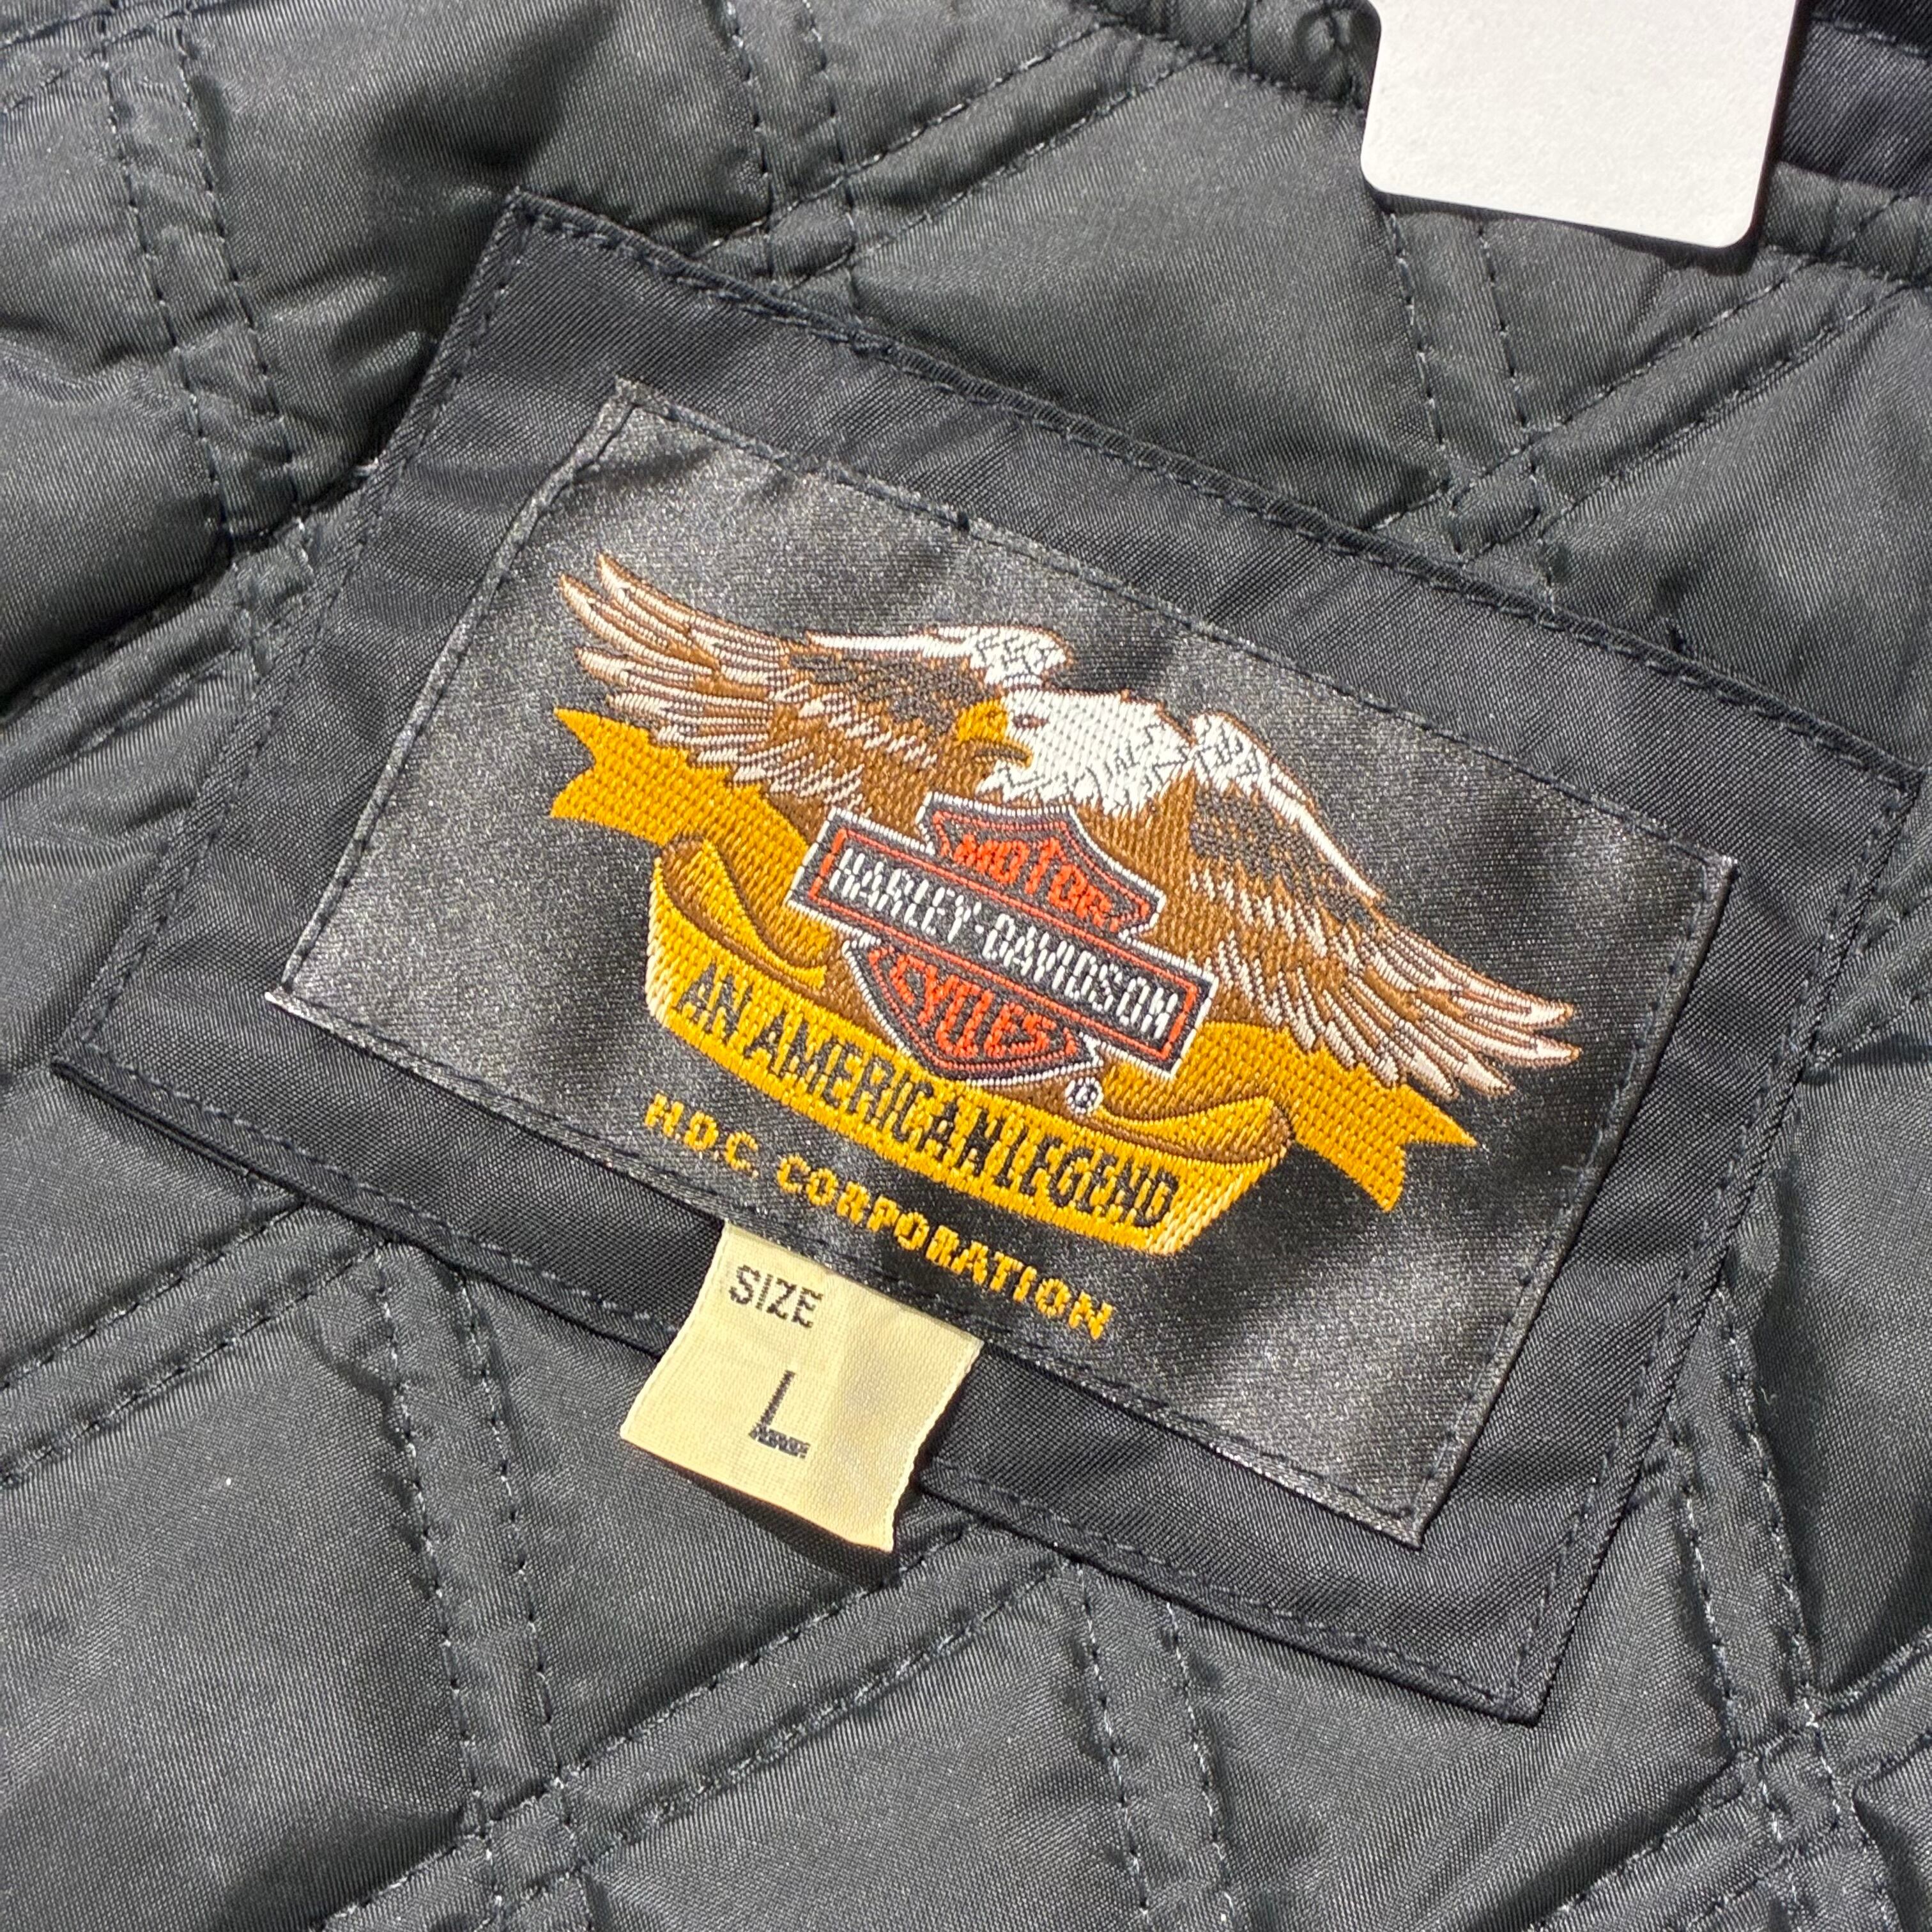 MOTOR
HARLEY-DAVIDSON
CYCLES
®
AN AMERICAN LEGEND
H.D.C. CORPORATION
SIZE
L